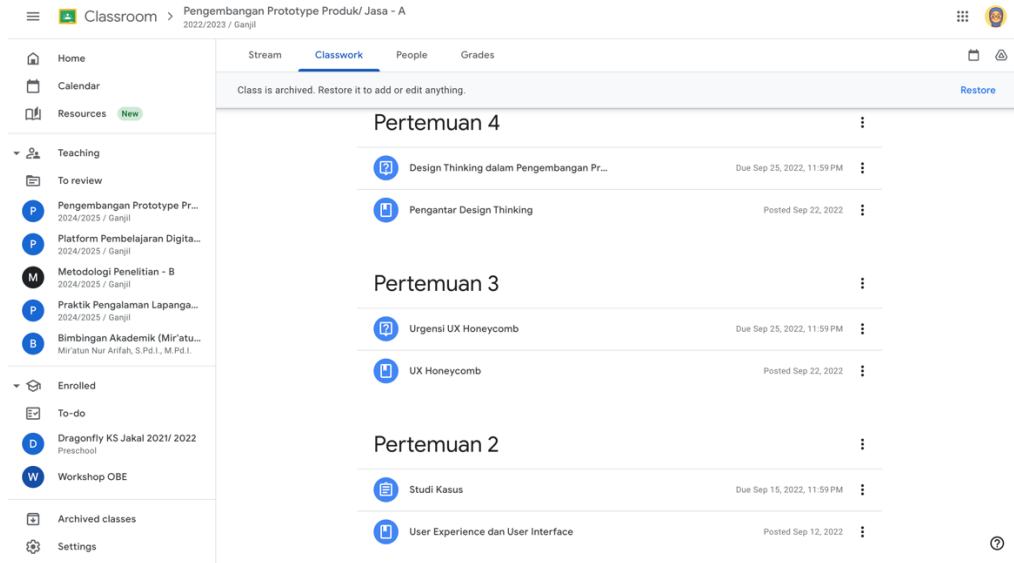 Classroom
Pengembangan Prototype Produk/ Jasa - A
2022/2023 / Ganjil
Home
Calendar
Resources New
Teaching
To review
P
Pengembangan Prototype Pr...
2024/2025 / Ganjil
P
Platform Pembelajaran Digita...
2024/2025 / Ganjil
M
Metodologi Penelitian - B
2024/2025 / Ganjil
P
Praktik Pengalaman Lapanga...
2024/2025 / Ganjil
B
Bimbingan Akademik (Mir'atu...
Mir'atun Nur Arifah, S.Pd.I., M.Pd.I.
Enrolled
To-do
D
Dragonfly KS Jakal 2021/ 2022
Preschool
W
Workshop OBE
Archived classes
Settings
Stream Classwork People Grades
Class is archived. Restore it to add or edit anything. Restore
Pertemuan 4
Design Thinking dalam Pengembangan Pr... Due Sep 25, 2022, 11:59 PM
Pengantar Design Thinking Posted Sep 22, 2022
Pertemuan 3
Urgensi UX Honeycomb Due Sep 25, 2022, 11:59 PM
UX Honeycomb Posted Sep 22, 2022
Pertemuan 2
Studi Kasus Due Sep 15, 2022, 11:59 PM
User Experience dan User Interface Posted Sep 12, 2022